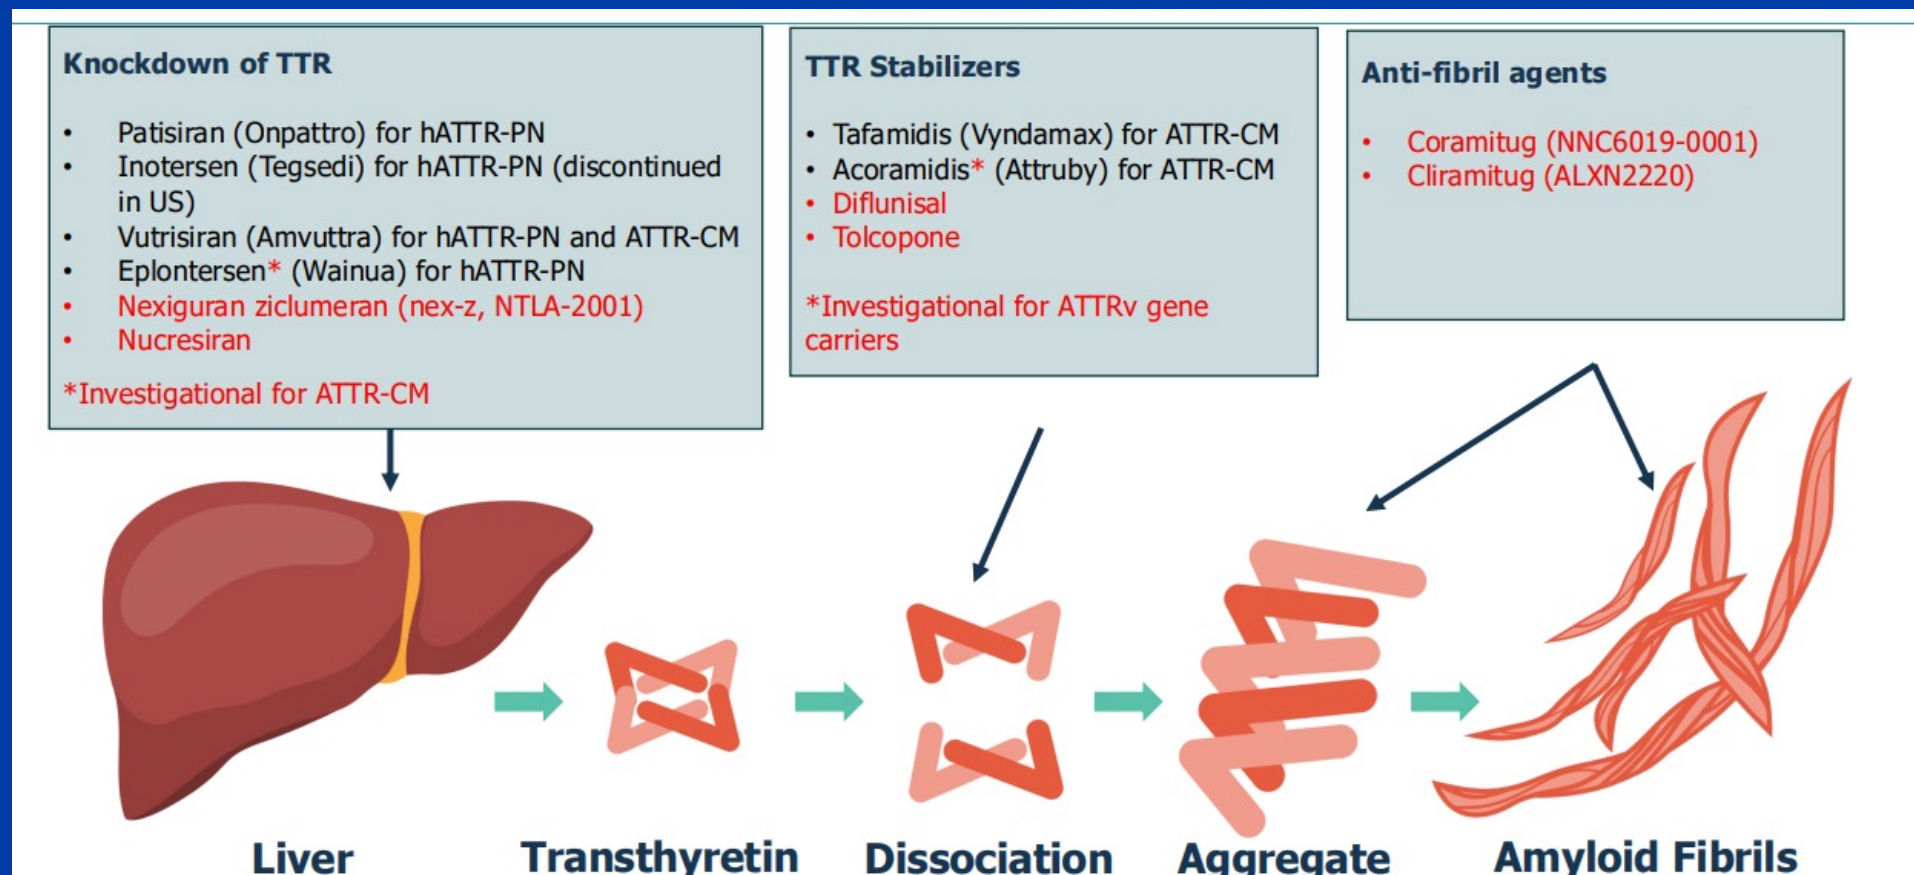 Knockdown of TTR
• Patisiran (Onpattro) for hATTR-PN
• Inotersen (Tegsedi) for hATTR-PN (discontinued
in US)
• Vutrisiran (Amvuttra) for hATTR-PN and ATTR-CM
• Eplontersen* (Wainua) for hATTR-PN
• Nexiguran ziclumeran (nex-z, NTLA-2001)
• Nucresiran
*Investigational for ATTR-CM
TTR Stabilizers
• Tafamidis (Vyndamax) for ATTR-CM
• Acoramidis* (Attruby) for ATTR-CM
• Diflunisal
• Tolcopone
*Investigational for ATTRv gene
carriers
Anti-fibril agents
• Coramitug (NNC6019-0001)
• Cliramitug (ALXN2220)
Liver
Transthyretin
Dissociation
Aggregate
Amyloid Fibrils